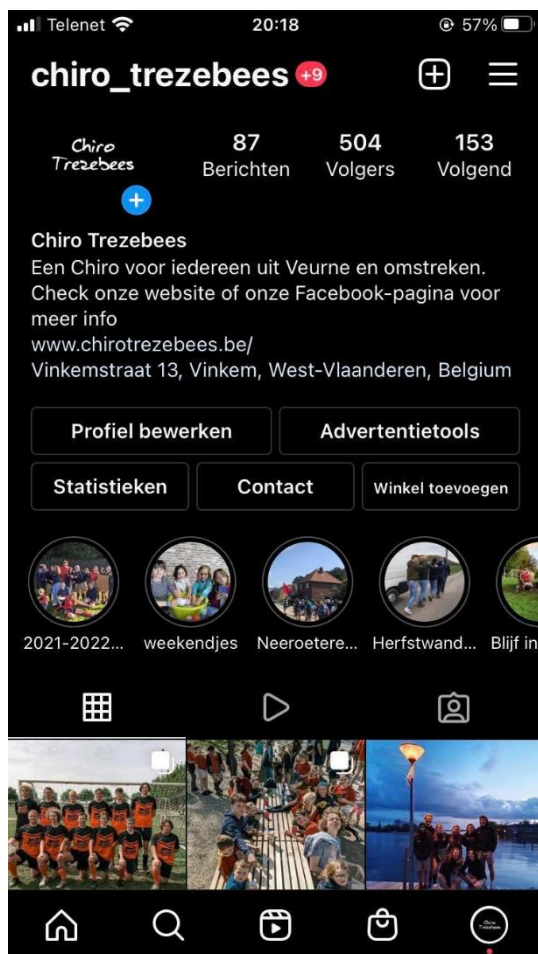 Telenet 20:18 57%
chiro_trezebees +9
Chiro
Trezebees
87 504 153
Berichten Volgers Volgend
Chiro Trezebees
Een Chiro voor iedereen uit Veurne en omstreken.
Check onze website of onze Facebook-pagina voor
meer info
www.chirotrezebees.be/
Vinkemstraat 13, Vinkem, West-Vlaanderen, Belgium
Profiel bewerken Advertentietools
Statistieken Contact Winkel toevoegen
2021-2022... weekendjes Neeroetere... Herfstwand... Blijf in
Chiro
Trezebees